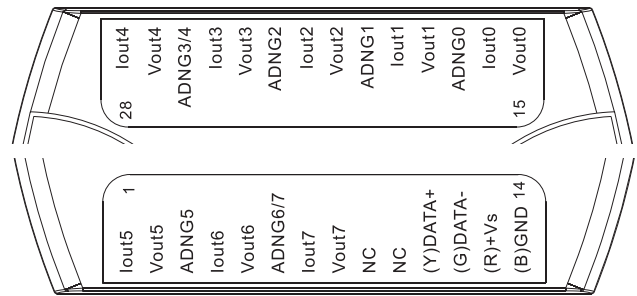 Iout4
Vout4
ADNG3/4
Iout3
Vout3
ADNG2
Iout2
Vout2
ADNG1
Iout1
Vout1
ADNG0
Iout0
Vout0
28
15
1
Iout5
Vout5
ADNG5
Iout6
Vout6
ADNG6/7
Iout7
Vout7
NC
NC
(Y)DATA+
(G)DATA-
(R)+Vs
(B)GND 14